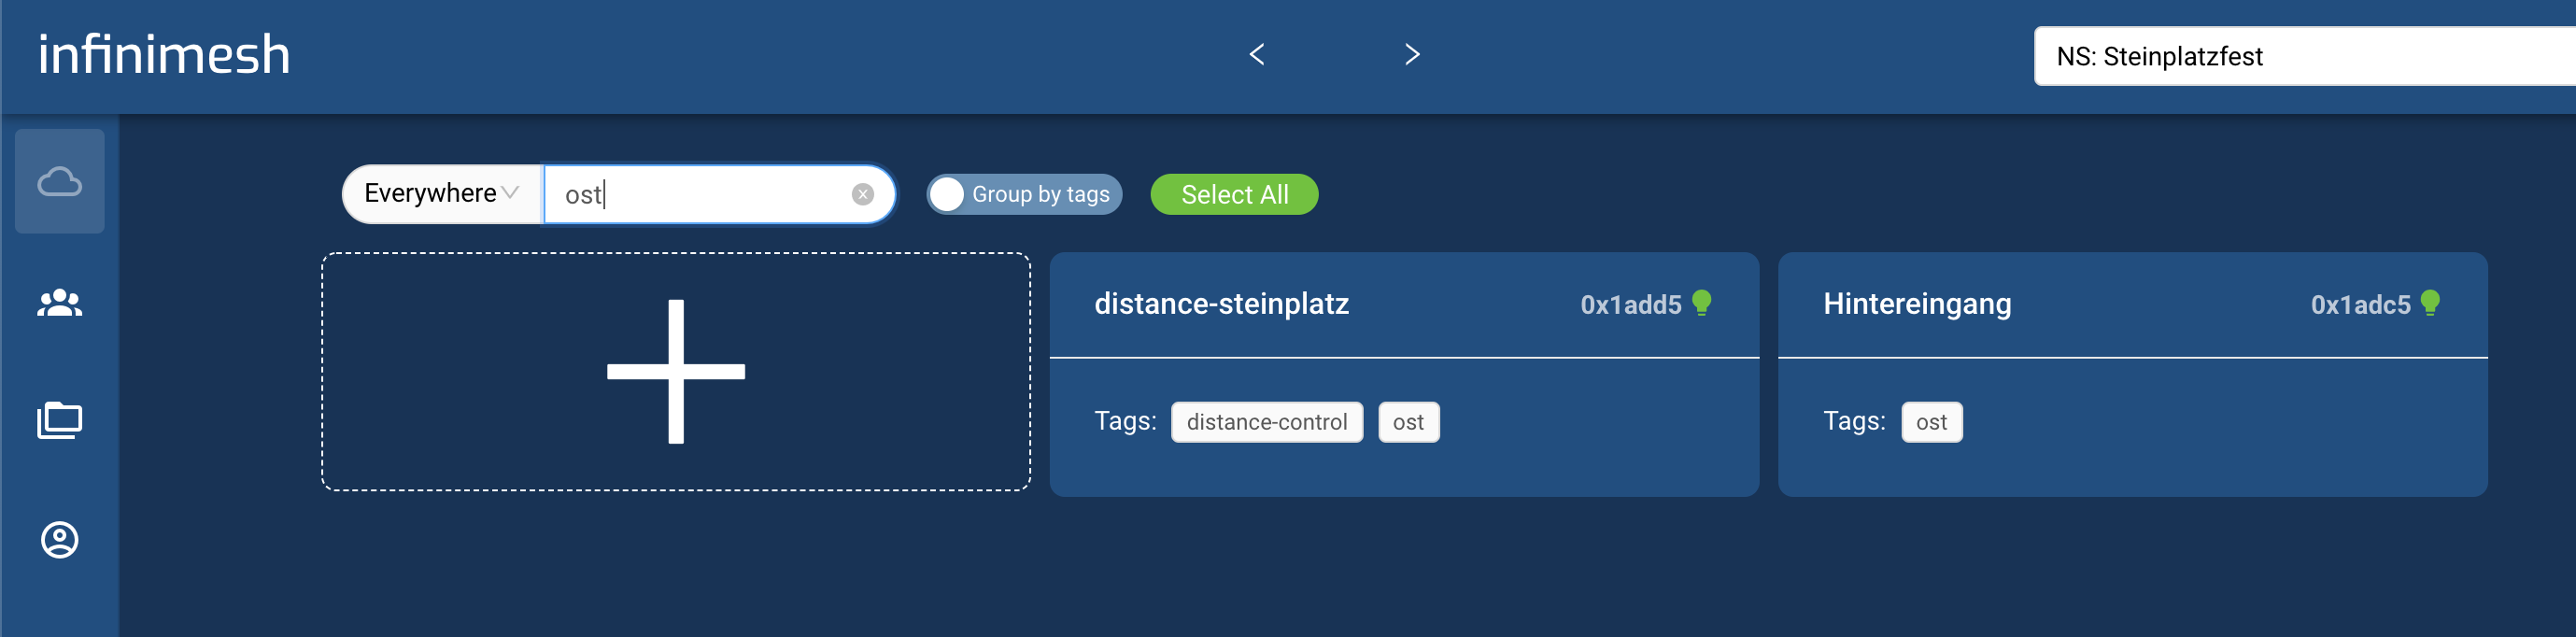 infinimesh
NS: Steinplatzfest
Everywhere ost Group by tags Select All
distance-steinplatz 0x1add5
Tags: distance-control ost
Hintereingang 0x1adc5
Tags: ost